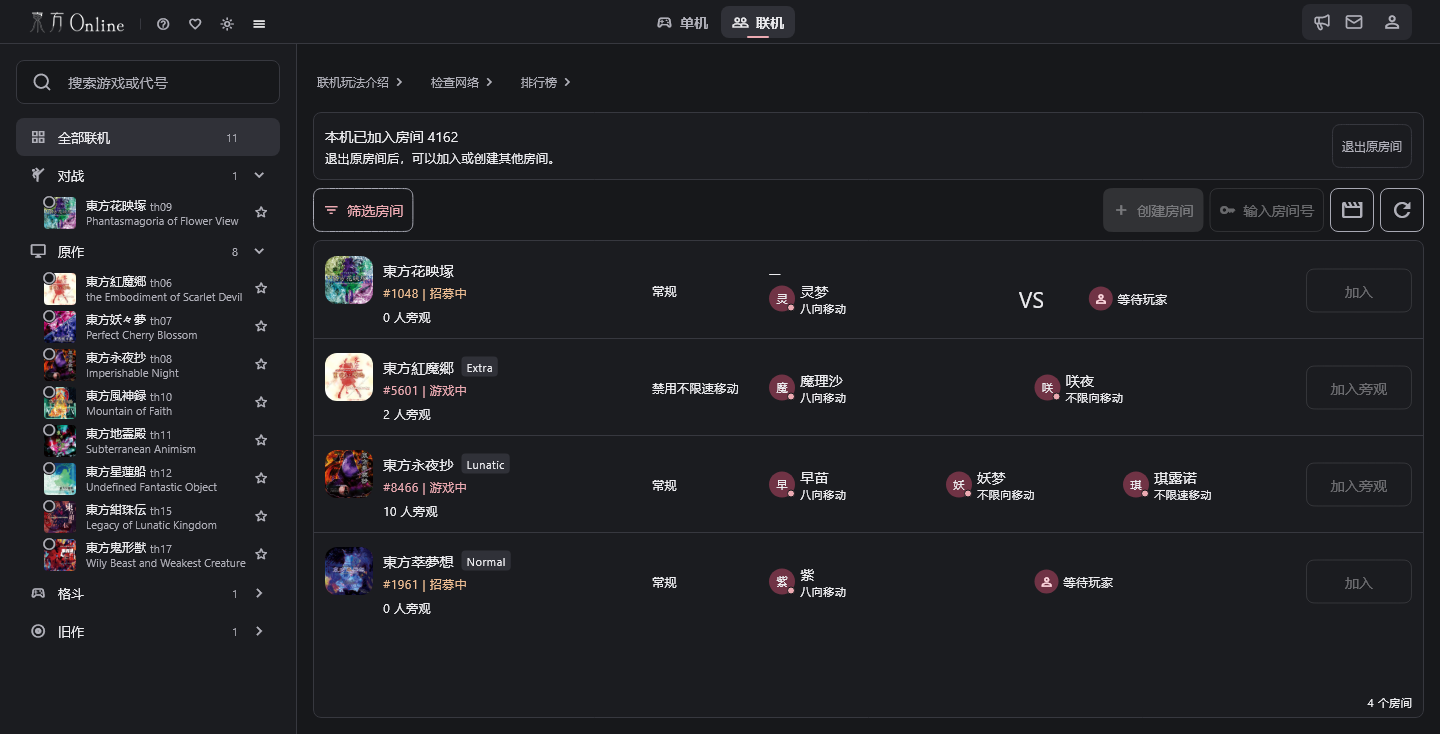 東方Online
单机
联机
搜索游戏或代号
全部联机 11
对战 1
東方花映塚 th09
Phantasmagoria of Flower View
原作 8
東方紅魔郷 th06
the Embodiment of Scarlet Devil
東方妖々夢 th07
Perfect Cherry Blossom
東方永夜抄 th08
Imperishable Night
東方風神録 th10
Mountain of Faith
東方地霊殿 th11
Subterranean Animism
東方星蓮船 th12
Undefined Fantastic Object
東方紺珠伝 th15
Legacy of Lunatic Kingdom
東方鬼形獣 th17
Wily Beast and Weakest Creature
格斗 1
旧作 1
联机玩法介绍
检查网络
排行榜
本机已加入房间 4162
退出原房间后，可以加入或创建其他房间。
退出原房间
筛选房间
创建房间
输入房间号
東方花映塚
#1048 | 招募中
0 人旁观
常规
—
灵
灵梦
八向移动
VS
等待玩家
加入
東方紅魔郷 Extra
#5601 | 游戏中
2 人旁观
禁用不限速移动
魔
魔理沙
八向移动
咲
咲夜
不限向移动
加入旁观
東方永夜抄 Lunatic
#8466 | 游戏中
10 人旁观
常规
早
早苗
八向移动
妖
妖梦
不限向移动
琪
琪露诺
不限速移动
加入旁观
東方萃夢想 Normal
#1961 | 招募中
0 人旁观
常规
紫
紫
八向移动
等待玩家
加入
4 个房间